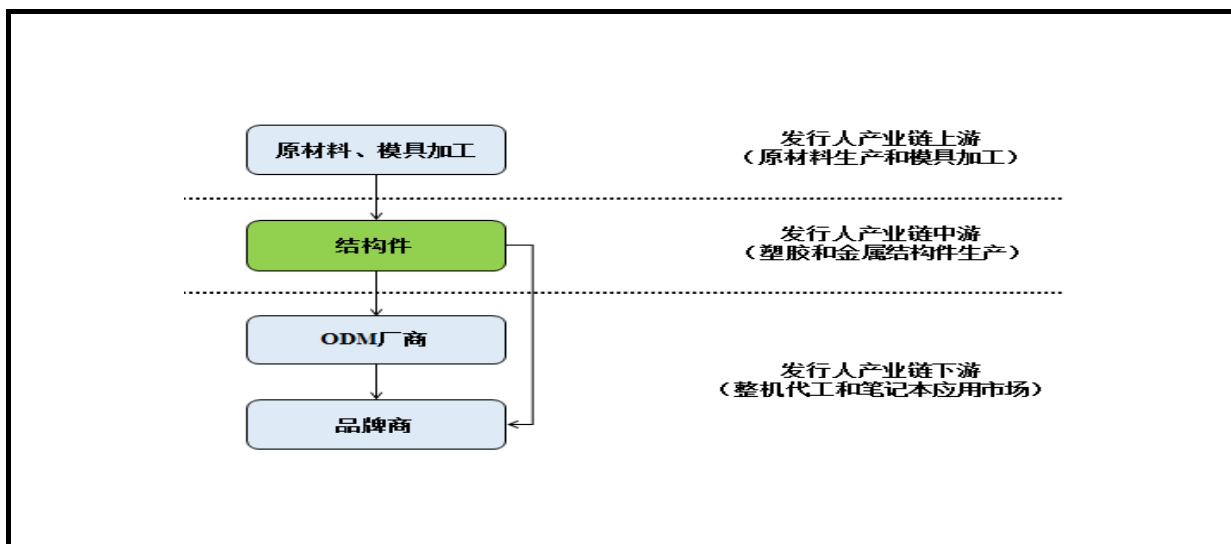 原材料、模具加工
发行人产业链上游
（原材料生产和模具加工）
结构件
发行人产业链中游
（塑胶和金属结构件生产）
ODM厂商
发行人产业链下游
（整机代工和笔记本应用市场）
品牌商